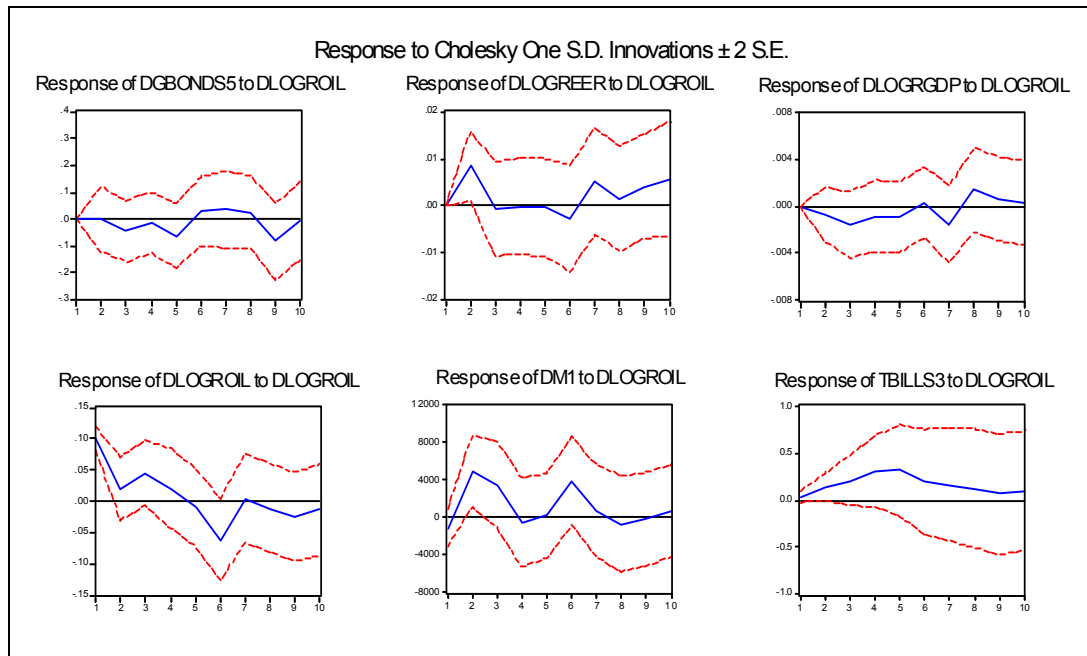 Response to Cholesky One S.D. Innovations ± 2 S.E.
Response of DGBONDS5 to DLOGROIL
.4
.3
.2
.1
.0
-.1
-.2
-.3
1 2 3 4 5 6 7 8 9 10
Response of DLOGREER to DLOGROIL
.02
.01
.00
-.01
-.02
1 2 3 4 5 6 7 8 9 10
Response of DLOGRGDP to DLOGROIL
.008
.004
.000
-.004
-.008
1 2 3 4 5 6 7 8 9 10
Response of DLOGROIL to DLOGROIL
.15
.10
.05
.00
-.05
-.10
-.15
1 2 3 4 5 6 7 8 9 10
Response of DM1 to DLOGROIL
12000
8000
4000
0
-4000
-8000
1 2 3 4 5 6 7 8 9 10
Response of TBILLS3 to DLOGROIL
1.0
0.5
0.0
-0.5
-1.0
1 2 3 4 5 6 7 8 9 10